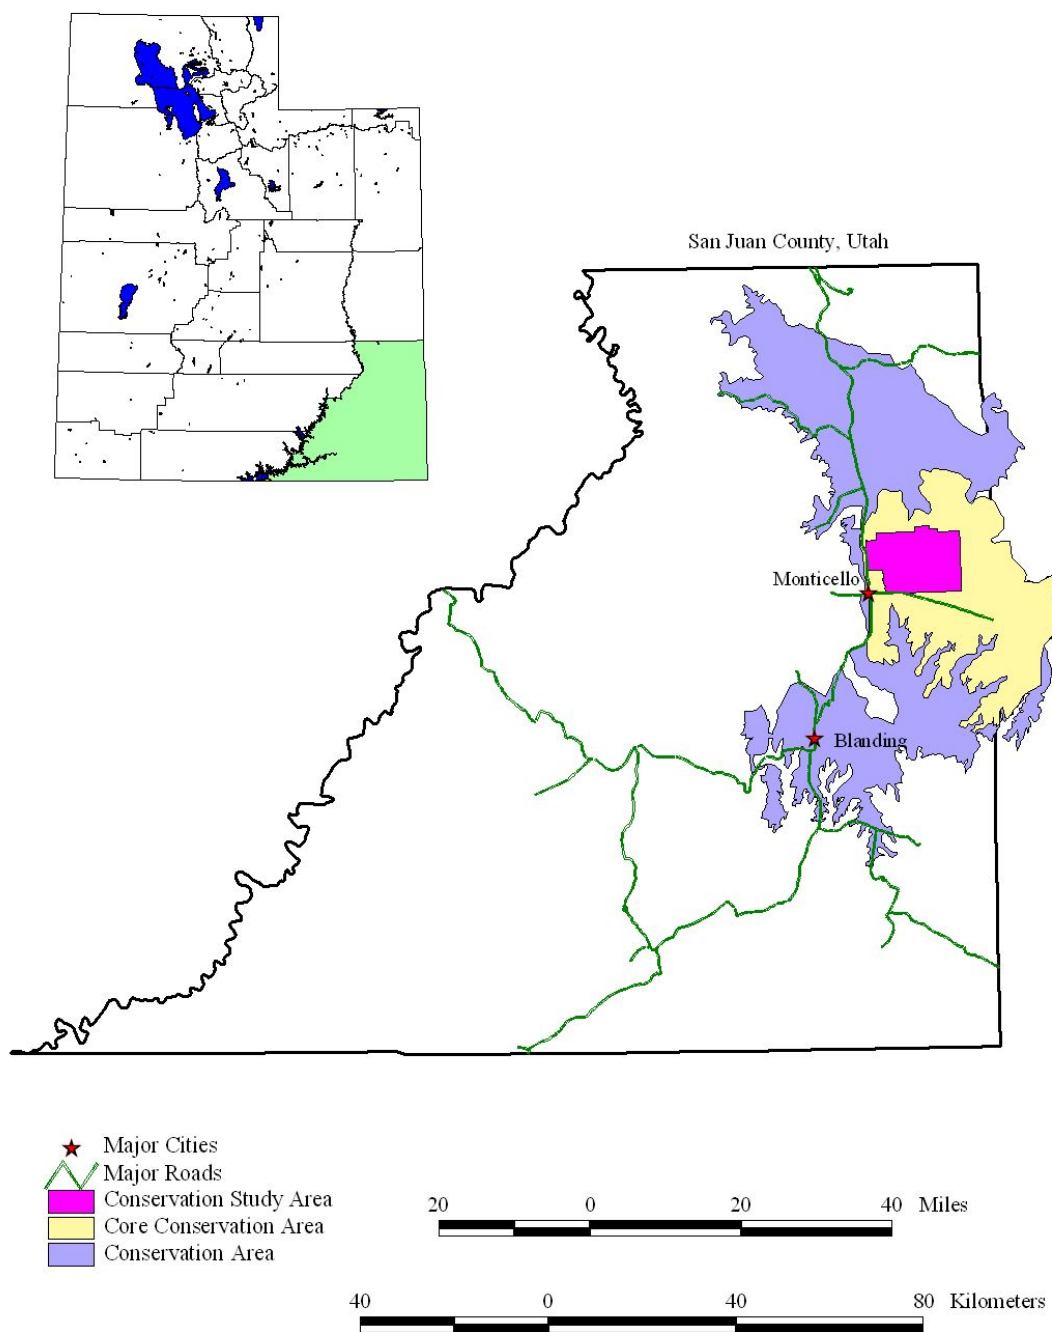 San Juan County, Utah
Monticello
Blanding
Major Cities
Major Roads
Conservation Study Area
Core Conservation Area
Conservation Area
20 0 20 40 Miles
40 0 40 80 Kilometers